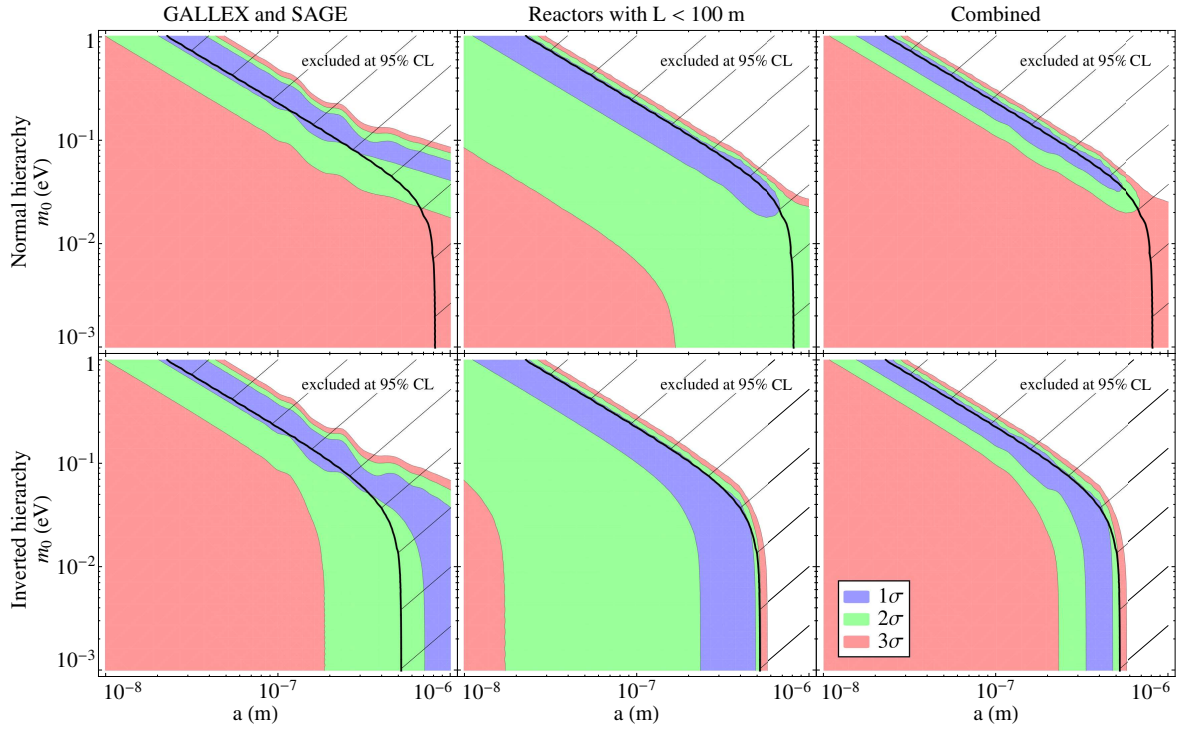 GALLEX and SAGE
Reactors with L < 100 m
Combined
Normal hierarchy
m₀ (eV)
1
10⁻¹
10⁻²
10⁻³
excluded at 95% CL
excluded at 95% CL
excluded at 95% CL
Inverted hierarchy
m₀ (eV)
1
10⁻¹
10⁻²
10⁻³
excluded at 95% CL
excluded at 95% CL
excluded at 95% CL
1σ
2σ
3σ
10⁻⁸ 10⁻⁷ 10⁻⁶
10⁻⁷ 10⁻⁶
10⁻⁸ 10⁻⁷ 10⁻⁶
a (m)
a (m)
a (m)